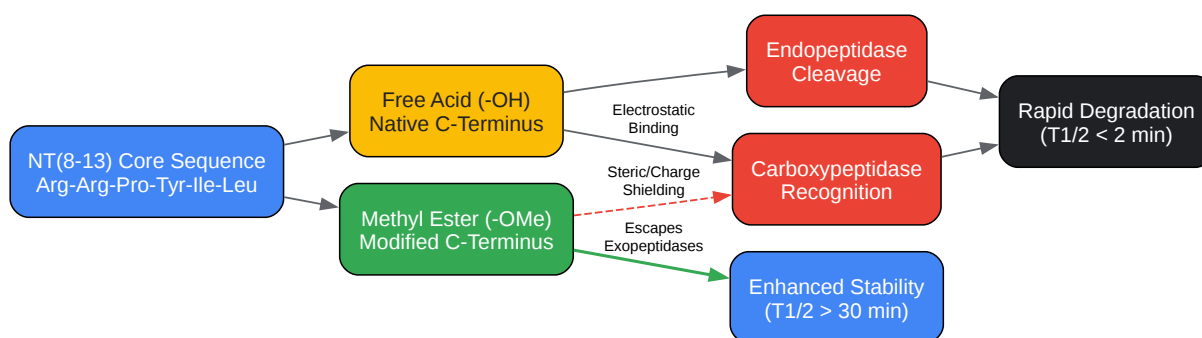 NT(8-13) Core Sequence
Arg-Arg-Pro-Tyr-Ile-Leu
Free Acid (-OH)
Native C-Terminus
Methyl Ester (-OMe)
Modified C-Terminus
Electrostatic
Binding
Steric/Charge
Shielding
Escapes
Exopeptidases
Endopeptidase
Cleavage
Carboxypeptidase
Recognition
Enhanced Stability
(T1/2 > 30 min)
Rapid Degradation
(T1/2 < 2 min)